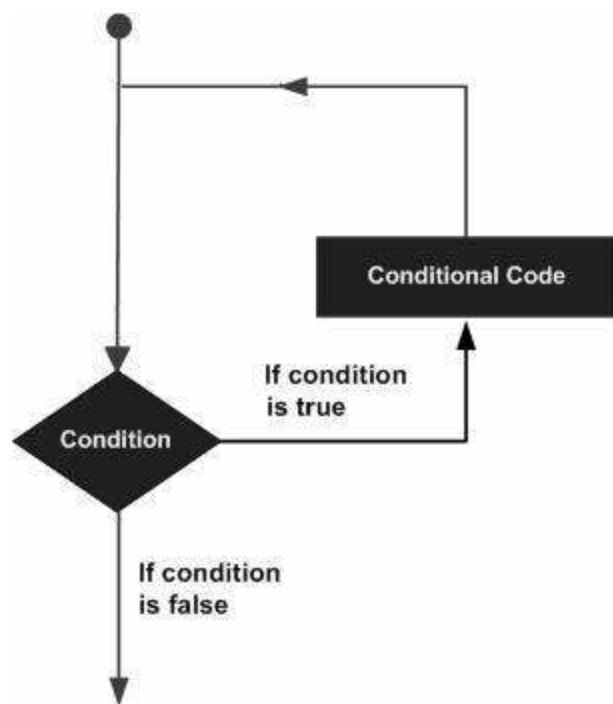 Conditional Code
If condition
is true
Condition
If condition
is false